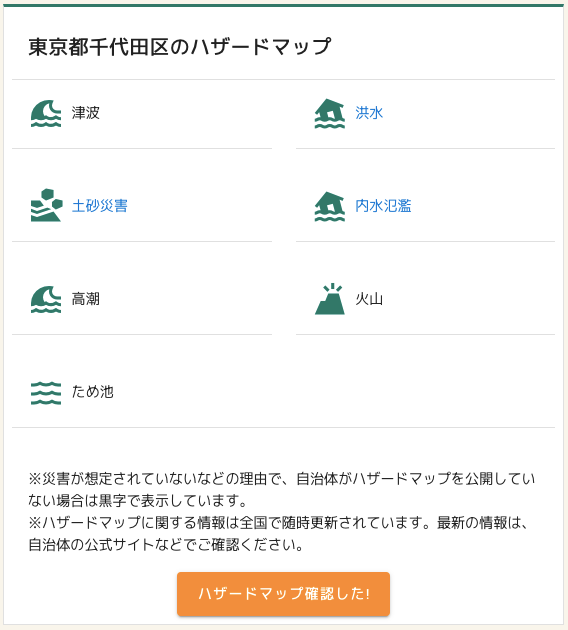 東京都千代田区のハザードマップ
津波
洪水
土砂災害
内水氾濫
高潮
火山
ため池
※災害が想定されていないなどの理由で、自治体がハザードマップを公開してい
ない場合は黒字で表示しています。
※ハザードマップに関する情報は全国で随時更新されています。最新の情報は、
自治体の公式サイトなどでご確認ください。
ハザードマップ確認した!